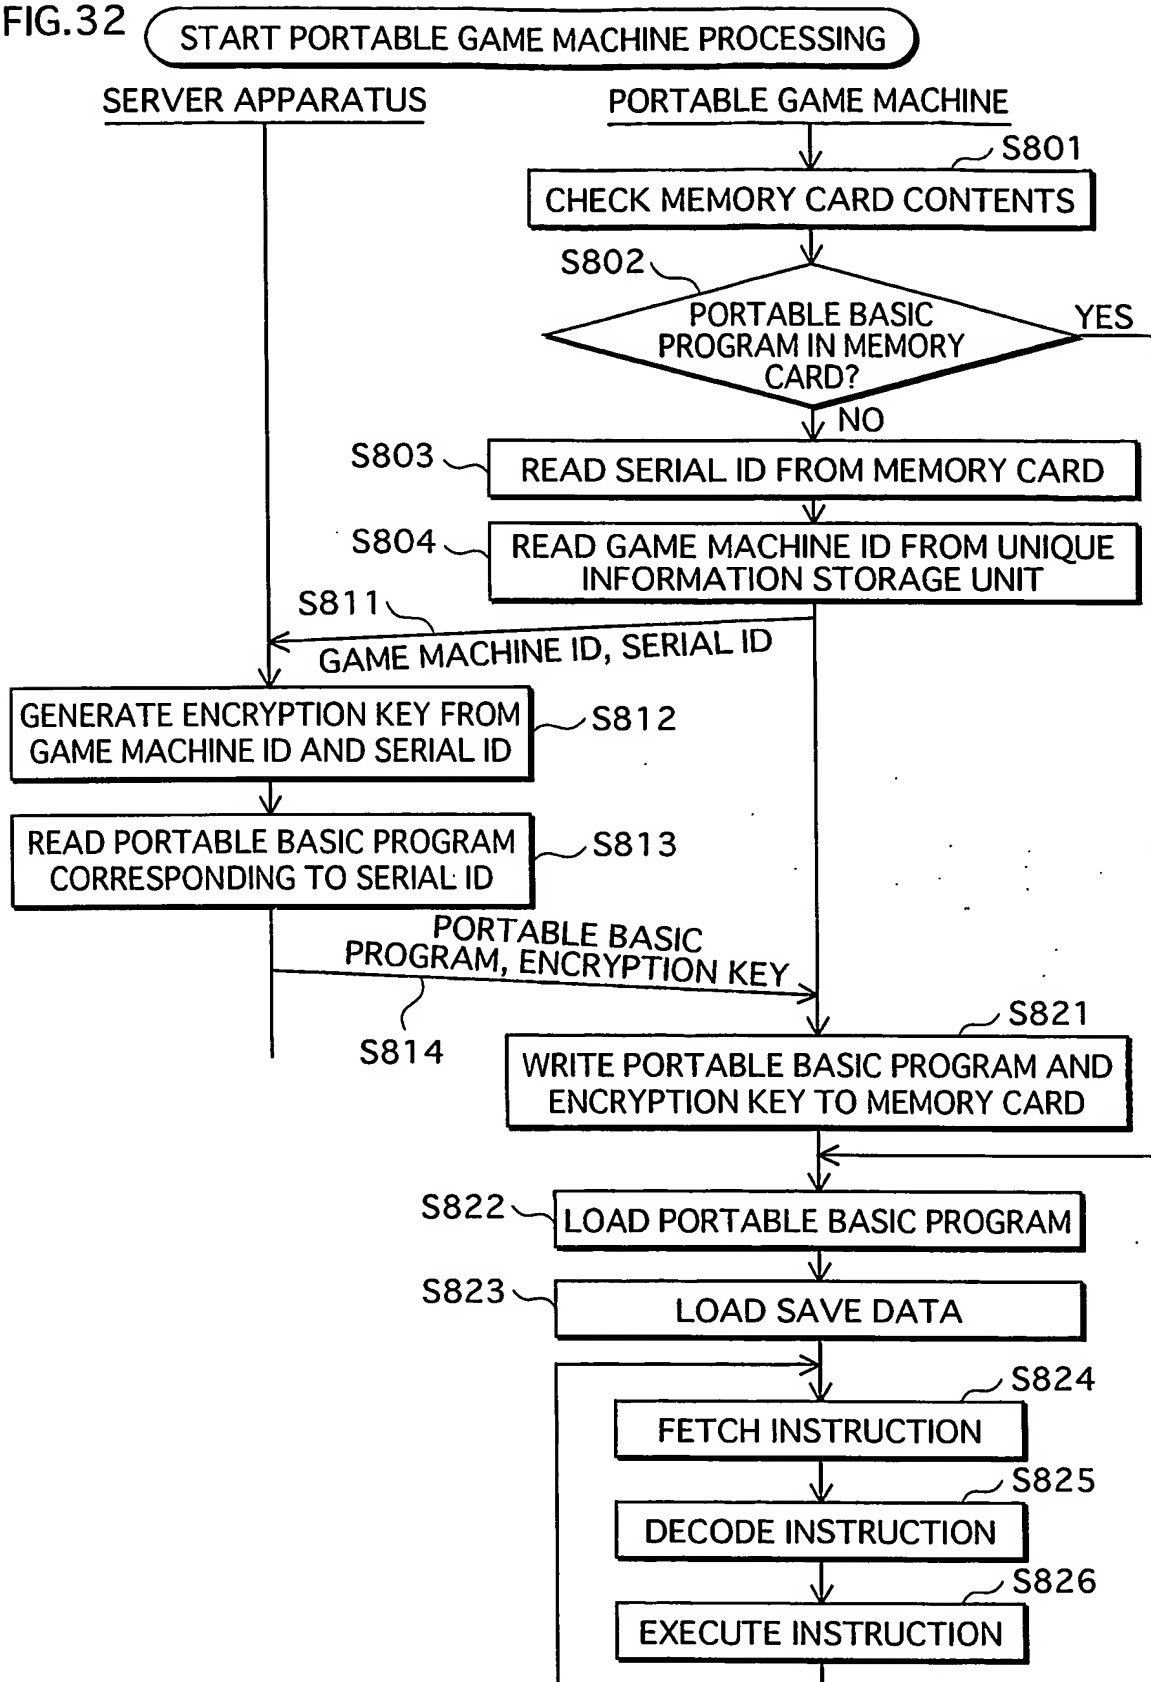 FIG.32
START PORTABLE GAME MACHINE PROCESSING
SERVER APPARATUS
PORTABLE GAME MACHINE
S801
CHECK MEMORY CARD CONTENTS
S802
PORTABLE BASIC
PROGRAM IN MEMORY
CARD?
YES
NO
S803
READ SERIAL ID FROM MEMORY CARD
S804
READ GAME MACHINE ID FROM UNIQUE
INFORMATION STORAGE UNIT
S811
GAME MACHINE ID, SERIAL ID
GENERATE ENCRYPTION KEY FROM
GAME MACHINE ID AND SERIAL ID
S812
READ PORTABLE BASIC PROGRAM
CORRESPONDING TO SERIAL ID
S813
PORTABLE BASIC
PROGRAM, ENCRYPTION KEY
S814
S821
WRITE PORTABLE BASIC PROGRAM AND
ENCRYPTION KEY TO MEMORY CARD
S822
LOAD PORTABLE BASIC PROGRAM
S823
LOAD SAVE DATA
S824
FETCH INSTRUCTION
S825
DECODE INSTRUCTION
S826
EXECUTE INSTRUCTION